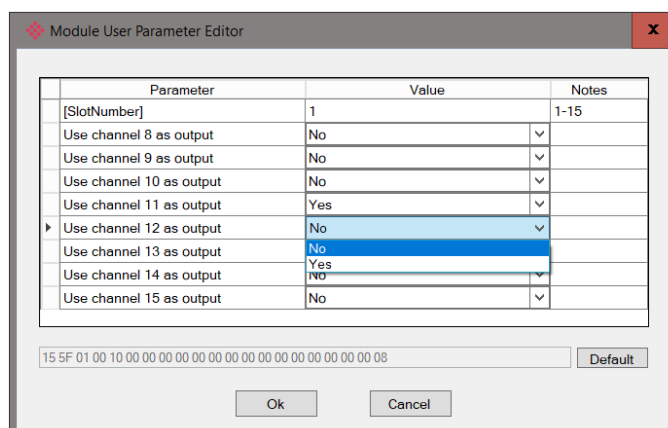 Module User Parameter Editor
x
Parameter Value Notes
[SlotNumber] 1 1-15
Use channel 8 as output No
Use channel 9 as output No
Use channel 10 as output No
Use channel 11 as output Yes
Use channel 12 as output No
Use channel 13 as output No
Yes
Use channel 14 as output No
Use channel 15 as output No
15 5F 01 00 10 00 00 00 00 00 00 00 00 00 00 00 00 00 00 00 08
Default
Ok Cancel